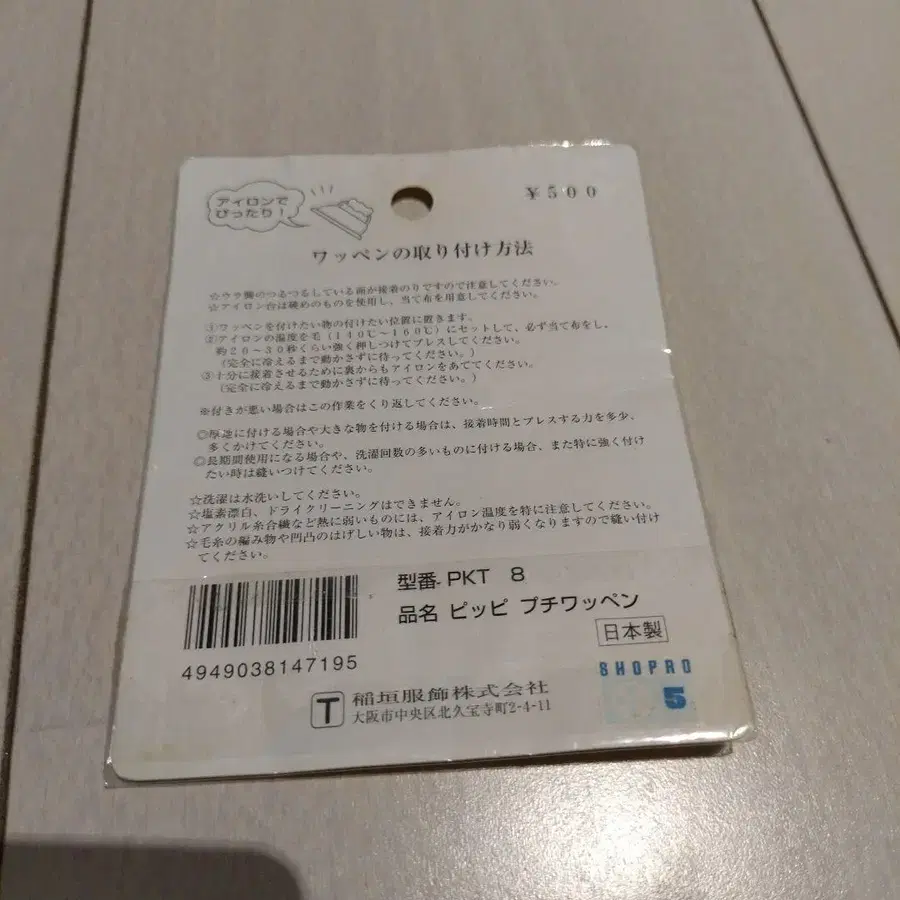 アイロンで
ぴったり!
¥500
ワッペンの取り付け方法
☆ウラ側のつるつるしている面が接着のりですので注意してください。
☆アイロン台は硬めのものを使用し、当て布を用意してください。
①ワッペンを付けたい物の付けたい位置に置きます。
②アイロンの温度を毛(140℃〜160℃)にセットして、必ず当て布をし、
約20〜30秒くらい強く押しつけてプレスしてください。
(完全に冷えるまで動かさずに待ってください。)
③十分に接着させるために裏からもアイロンをあててください。
(完全に冷えるまで動かさずに待ってください。)
※付きが悪い場合はこの作業をくり返してください。
◎厚地に付ける場合や大きな物を付ける場合は、接着時間とプレスする力を多少、
多くかけてください。
◎長期間使用になる場合や、洗濯回数の多いものに付ける場合、また特に強く付け
たい時は縫いつけてください。
☆洗濯は水洗いしてください。
☆塩素漂白、ドライクリーニングはできません。
☆アクリル糸合繊など熱に弱いものには、アイロン温度を特に注意してください。
☆毛糸の編み物や凹凸のはげしい物は、接着力がかなり弱くなりますので縫い付け
てください。
型番-PKT 8
品名 ピッピ プチワッペン
日本製
4949038147195
SHOPRO
5
T 稲垣服飾株式会社
大阪市中央区北久宝寺町2-4-11